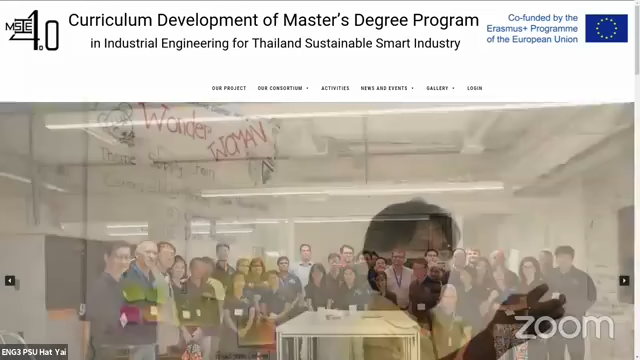 MSIE 4.0
Curriculum Development of Master's Degree Program
in Industrial Engineering for Thailand Sustainable Smart Industry
Co-funded by the
Erasmus+ Programme
of the European Union
OUR PROJECT OUR CONSORTIUM ACTIVITIES NEWS AND EVENTS GALLERY LOGIN
Wonder
WOMAN
zoom
ENG3 PSU Hat Yai